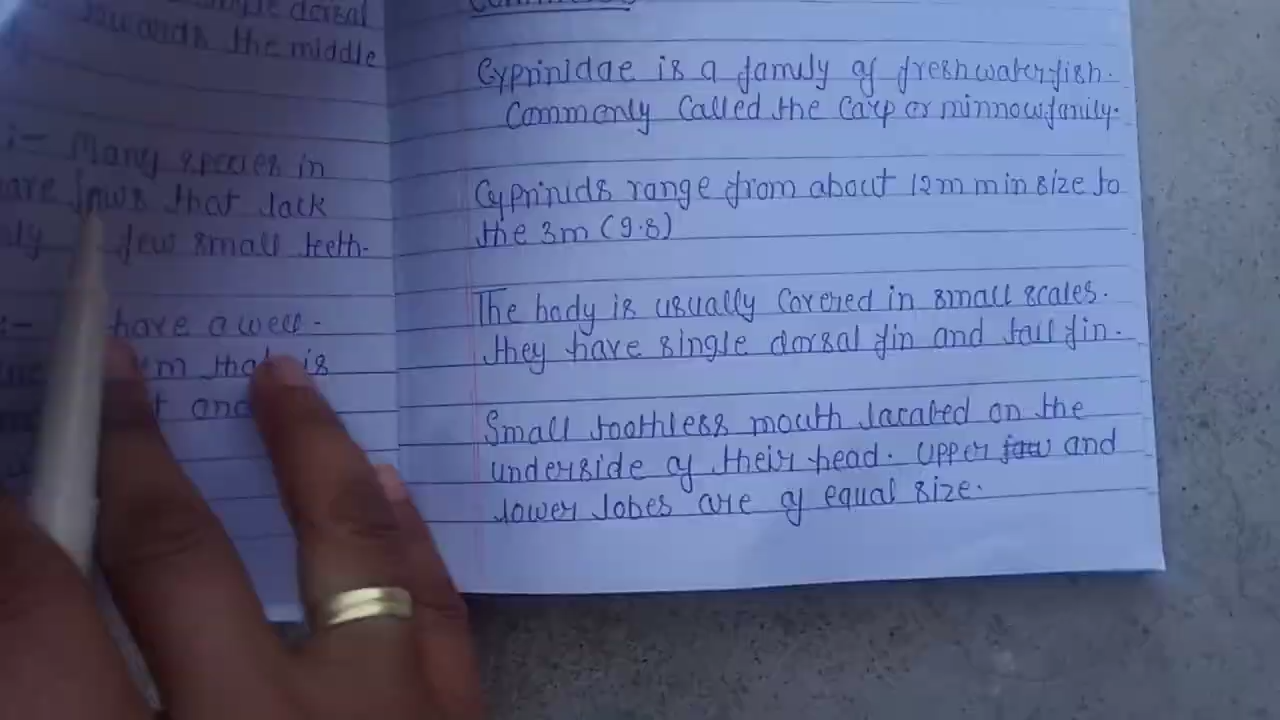 dorsal
towards the middle
:- Many species in
are jaws that lack
few small teeth.
:- have a well-
that is
and
Cyprinidae is a family of freshwater fish.
Commonly Called the Carp or minnow family.
Cyprinids range from about 12mm in size to
the 3m (9.8)
The body is usually Covered in small scales.
they have single dorsal fin and tail fin.
Small toothless mouth Located on the
underside of their head. Upper jaw and
lower lobes are of equal size.